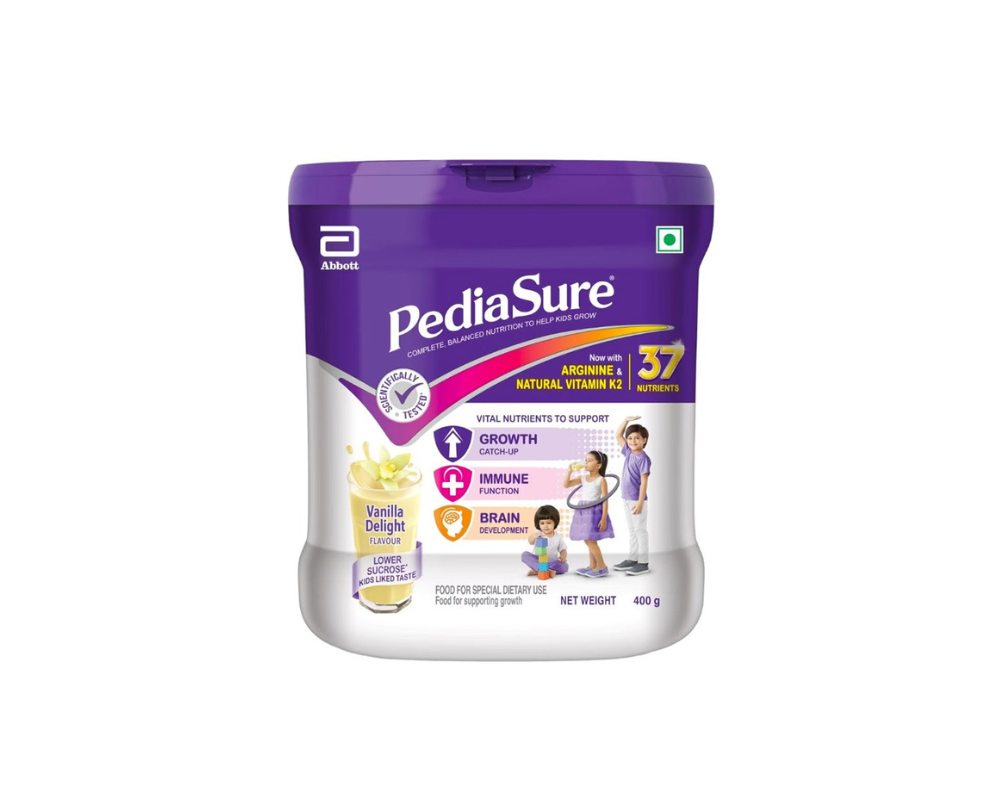 Abbott
PediaSure®
COMPLETE, BALANCED NUTRITION TO HELP KIDS GROW
Now with
ARGININE &
NATURAL VITAMIN K2
37
NUTRIENTS
SCIENTIFICALLY
TESTED*
VITAL NUTRIENTS TO SUPPORT
GROWTH
CATCH-UP
IMMUNE
FUNCTION
BRAIN
DEVELOPMENT
Vanilla
Delight
FLAVOUR
LOWER
SUCROSE*
KIDS LIKED TASTE
FOOD FOR SPECIAL DIETARY USE
Food for supporting growth
NET WEIGHT 400 g